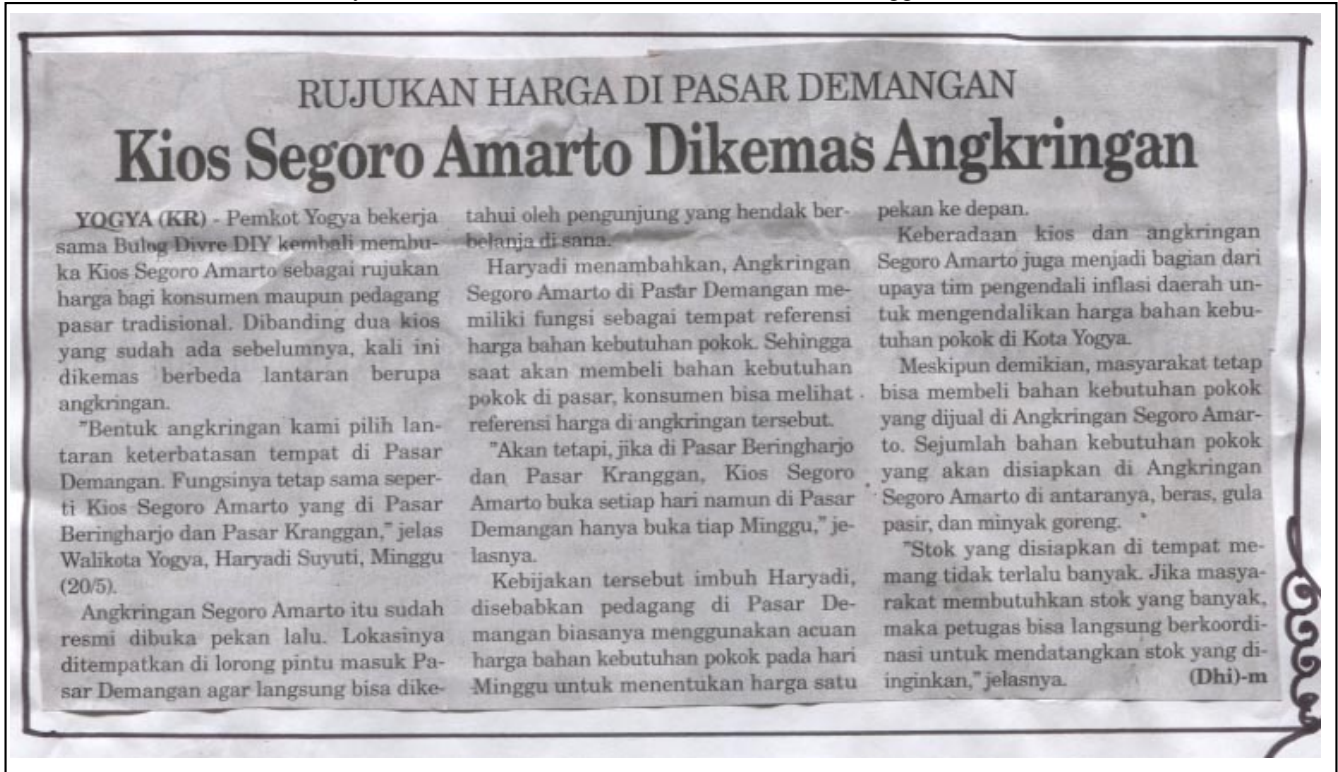 RUJUKAN HARGA DI PASAR DEMANGAN
Kios Segoro Amarto Dikemas Angkringan
YOGYA (KR) - Pemkot Yogya bekerja
sama Bulog Divre DIY kembali membu-
ka Kios Segoro Amarto sebagai rujukan
harga bagi konsumen maupun pedagang
pasar tradisional. Dibanding dua kios
yang sudah ada sebelumnya, kali ini
dikemas berbeda lantaran berupa
angkringan.
"Bentuk angkringan kami pilih lan-
taran keterbatasan tempat di Pasar
Demangan. Fungsinya tetap sama seper-
ti Kios Segoro Amarto yang di Pasar
Beringharjo dan Pasar Kranggan," jelas
Walikota Yogya, Haryadi Suyuti, Minggu
(20/5).
Angkringan Segoro Amarto itu sudah
resmi dibuka pekan lalu. Lokasinya
ditempatkan di lorong pintu masuk Pa-
sar Demangan agar langsung bisa dike-
tahui oleh pengunjung yang hendak ber-
belanja di sana.
Haryadi menambahkan, Angkringan
Segoro Amarto di Pasar Demangan me-
miliki fungsi sebagai tempat referensi
harga bahan kebutuhan pokok. Sehingga
saat akan membeli bahan kebutuhan
pokok di pasar, konsumen bisa melihat
referensi harga di angkringan tersebut.
"Akan tetapi, jika di Pasar Beringharjo
dan Pasar Kranggan, Kios Segoro
Amarto buka setiap hari namun di Pasar
Demangan hanya buka tiap Minggu," je-
lasnya.
Kebijakan tersebut imbuh Haryadi,
disebabkan pedagang di Pasar De-
mangan biasanya menggunakan acuan
harga bahan kebutuhan pokok pada hari
Minggu untuk menentukan harga satu
pekan ke depan.
Keberadaan kios dan angkringan
Segoro Amarto juga menjadi bagian dari
upaya tim pengendali inflasi daerah un-
tuk mengendalikan harga bahan kebu-
tuhan pokok di Kota Yogya.
Meskipun demikian, masyarakat tetap
bisa membeli bahan kebutuhan pokok
yang dijual di Angkringan Segoro Amar-
to. Sejumlah bahan kebutuhan pokok
yang akan disiapkan di Angkringan
Segoro Amarto di antaranya, beras, gula
pasir, dan minyak goreng.
"Stok yang disiapkan di tempat me-
mang tidak terlalu banyak. Jika masya-
rakat membutuhkan stok yang banyak,
maka petugas bisa langsung berkoordi-
nasi untuk mendatangkan stok yang di-
inginkan," jelasnya. (Dhi)-m